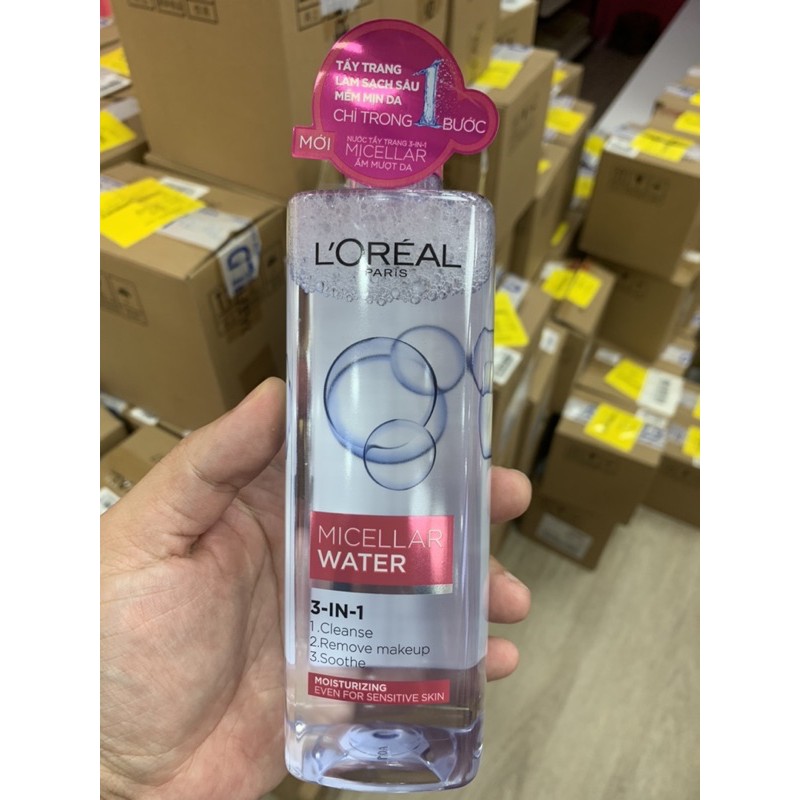 TẨY TRANG
LÀM SẠCH SÂU
MỀM MỊN DA
CHỈ TRONG 1 BƯỚC
MỚI
NƯỚC TẨY TRANG 3-IN-1
MICELLAR
ẨM MƯỢT DA
L'ORÉAL
PARIS
MICELLAR
WATER
3-IN-1
1.Cleanse
2.Remove makeup
3.Soothe
MOISTURIZING
EVEN FOR SENSITIVE SKIN